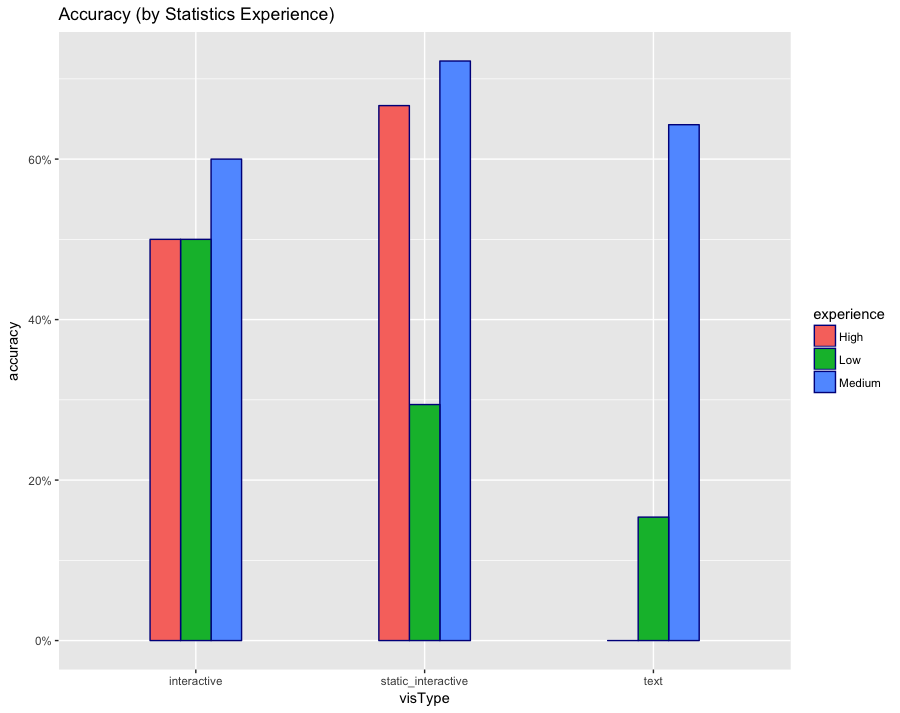 Accuracy (by Statistics Experience)
accuracy
60%
40%
20%
0%
interactive static_interactive text
visType
experience
High
Low
Medium